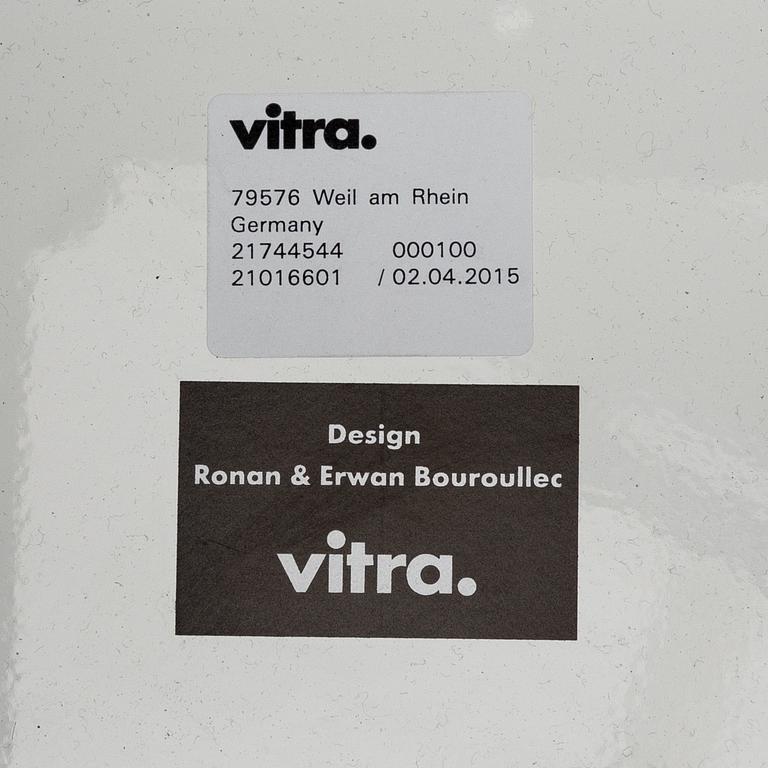 vitra.
79576 Weil am Rhein
Germany
21744544 000100
21016601 / 02.04.2015
Design
Ronan & Erwan Bouroullec
vitra.